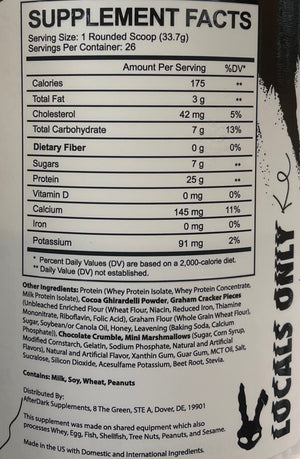 SUPPLEMENT FACTS
Serving Size: 1 Rounded Scoop (33.7g)
Servings Per Container: 26
Amount Per Serving %DV*
Calories 175 **
Total Fat 3 g **
Cholesterol 42 mg 5%
Total Carbohydrate 7 g 13%
Dietary Fiber 0 g 0%
Sugars 7 g **
Protein 25 g **
Vitamin D 0 mg 0%
Calcium 145 mg 11%
Iron 0 mg 0%
Potassium 91 mg 2%
* Percent Daily Values (DV) are based on a 2,000-calorie diet.
** Daily Value (DV) not established.
Other Ingredients: Protein (Whey Protein Isolate, Whey Protein Concentrate,
Milk Protein Isolate), Cocoa Ghirardelli Powder, Graham Cracker Pieces
(Unbleached Enriched Flour (Wheat Flour, Niacin, Reduced Iron, Thiamine
Mononitrate, Riboflavin, Folic Acid), Graham Flour (Whole Grain Wheat Flour),
Sugar, Soybean/or Canola Oil, Honey, Leavening (Baking Soda, Calcium
Phosphate)), Chocolate Crumble, Mini Marshmallows (Sugar, Corn Syrup,
Modified Cornstarch, Gelatin, Sodium Phosphate, Natural and Artificial
Flavors), Natural and Artificial Flavor, Xanthin Gum, Guar Gum, MCT Oil, Salt,
Sucralose, Silicon Dioxide, Acesulfame Potassium, Beet Root, Stevia.
Contains: Milk, Soy, Wheat, Peanuts
Distributed By:
AfterDark Supplements, 8 The Green, STE A, Dover, DE, 19901
This supplement was made on shared equipment which also
processes Whey, Egg, Fish, Shellfish, Tree Nuts, Peanuts, and Sesame.
Made in the US with Domestic and International Ingredients.
LOCALS ONLY